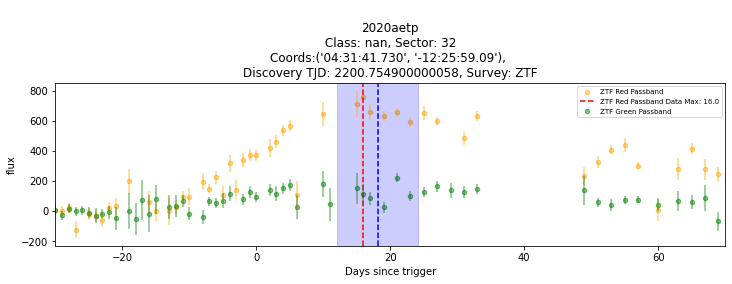 2020aetp
Class: nan, Sector: 32
Coords:('04:31:41.730', '-12:25:59.09'),
Discovery TJD: 2200.754900000058, Survey: ZTF
ZTF Red Passband
ZTF Red Passband Data Max: 16.0
ZTF Green Passband
800
600
400
200
0
−200
flux
−20
0
20
40
60
Days since trigger